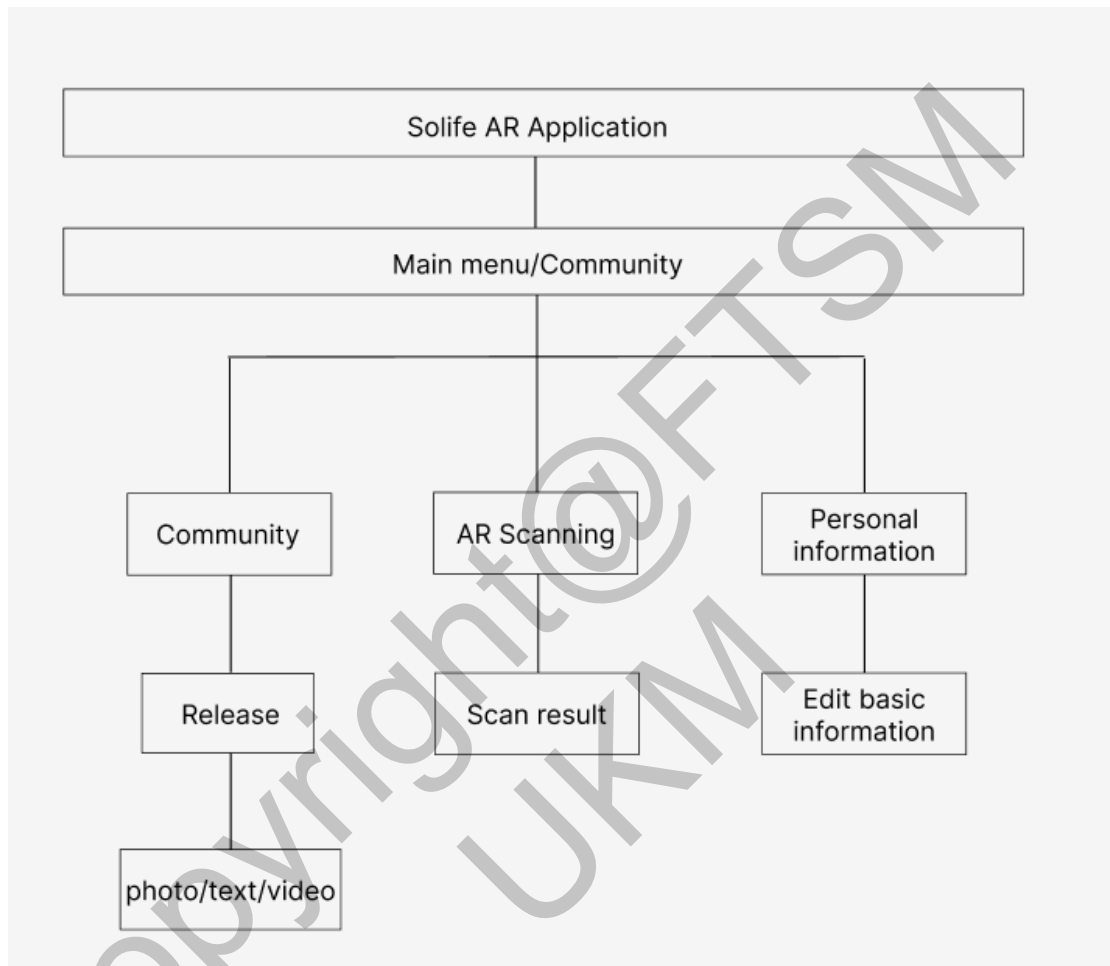 Solife AR Application
Main menu/Community
Community
AR Scanning
Personal
information
Release
Scan result
Edit basic
information
photo/text/video
opyright@FTSM
UKM